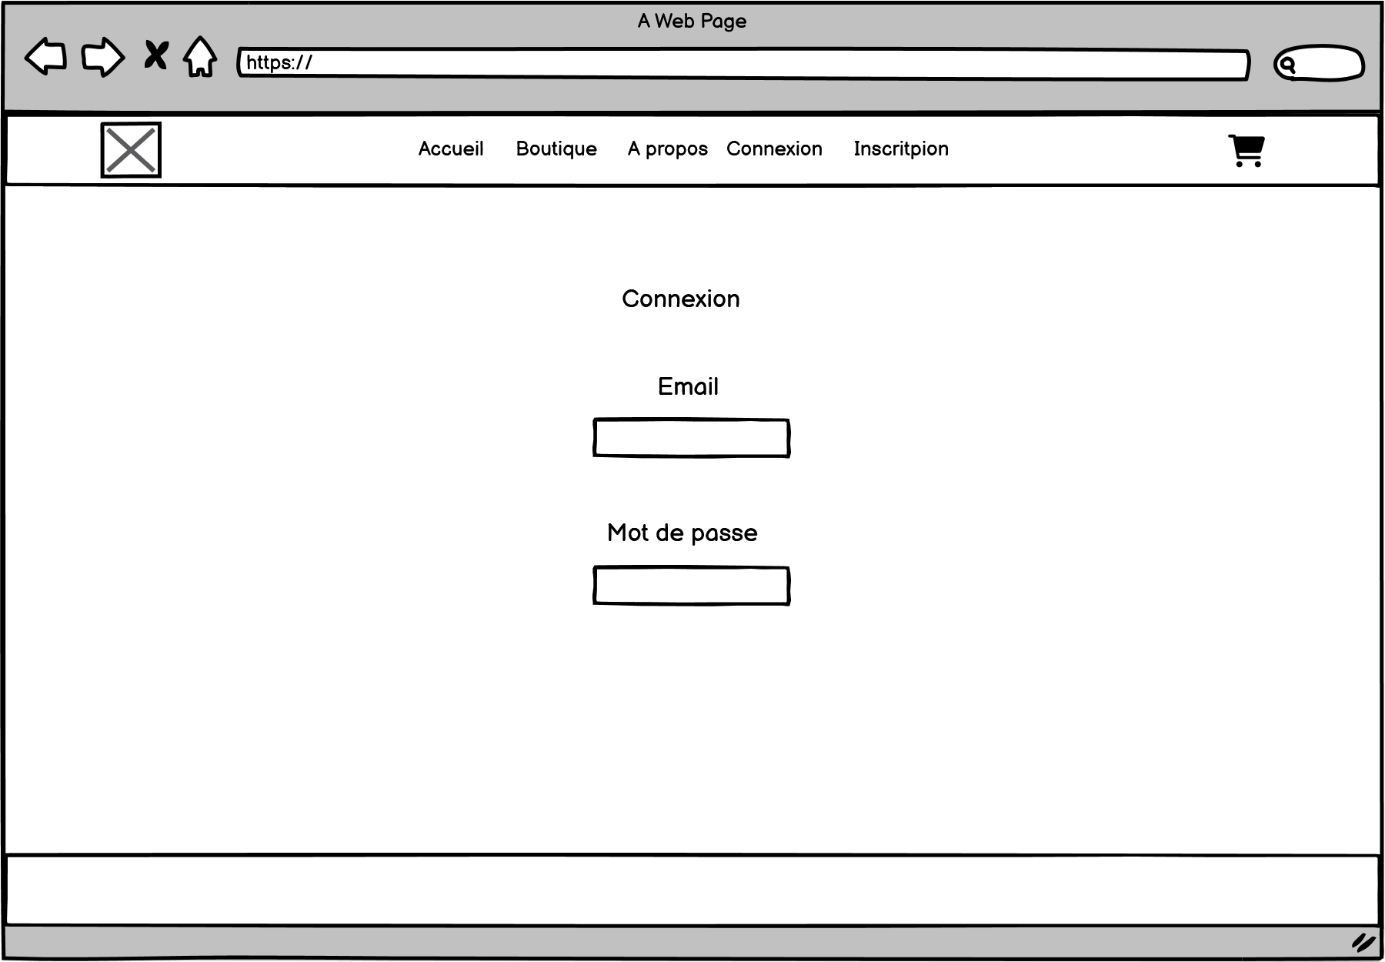 A Web Page
https://
Accueil Boutique A propos Connexion Inscritpion
Connexion
Email
Mot de passe